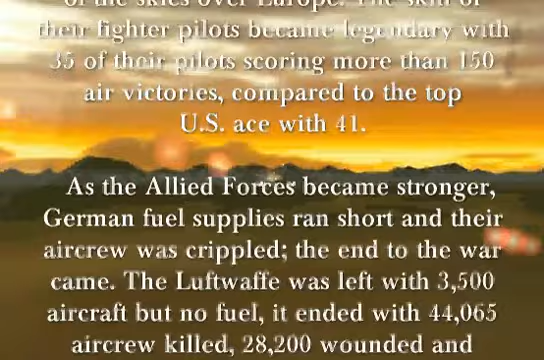 of the skies over Europe. The skill of
their fighter pilots became legendary with
35 of their pilots scoring more than 150
air victories, compared to the top
U.S. ace with 41.
As the Allied Forces became stronger,
German fuel supplies ran short and their
aircrew was crippled; the end to the war
came. The Luftwaffe was left with 3,500
aircraft but no fuel, it ended with 44,065
aircrew killed, 28,200 wounded and